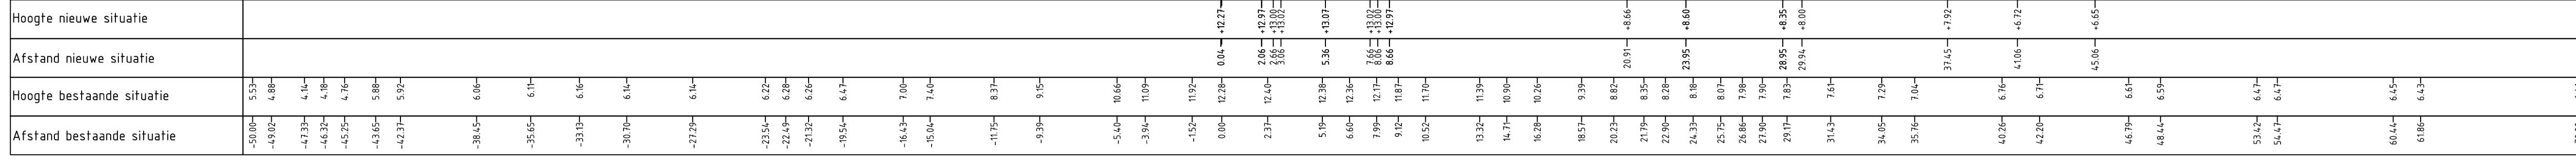 Hoogte nieuwe situatie +12.27 +12.97 +13.00 +13.02 +13.07 +13.02 +13.00 +12.97 +8.66 +8.60 +8.35 +8.00 +7.92 +6.72 +6.65
Afstand nieuwe situatie 0.04 2.06 2.66 3.06 5.36 7.66 8.06 8.66 20.91 23.95 28.95 29.94 37.45 41.06 45.06
Hoogte bestaande situatie 5.53 4.88 4.14 4.18 4.76 5.88 5.92 6.06 6.11 6.16 6.14 6.14 6.22 6.28 6.26 6.47 7.00 7.40 8.37 9.15 10.66 11.09 11.92 12.28 12.40 12.38 12.36 12.17 11.87 11.70 11.39 10.90 10.26 9.39 8.82 8.35 8.28 8.18 8.07 7.98 7.90 7.83 7.61 7.29 7.04 6.76 6.71 6.61 6.59 6.47 6.47 6.45 6.43
Afstand bestaande situatie -50.00 -49.02 -47.33 -46.32 -45.25 -43.65 -42.37 -38.45 -35.65 -33.13 -30.70 -27.29 -23.54 -22.49 -21.32 -19.54 -16.43 -15.04 -11.75 -9.39 -5.40 -3.94 -1.52 0.00 2.37 5.19 6.60 7.99 9.12 10.52 13.32 14.71 16.28 18.57 20.23 21.79 22.90 24.33 25.75 26.86 27.90 29.17 31.43 34.05 35.76 40.26 42.20 46.79 48.44 53.42 54.47 60.44 61.86